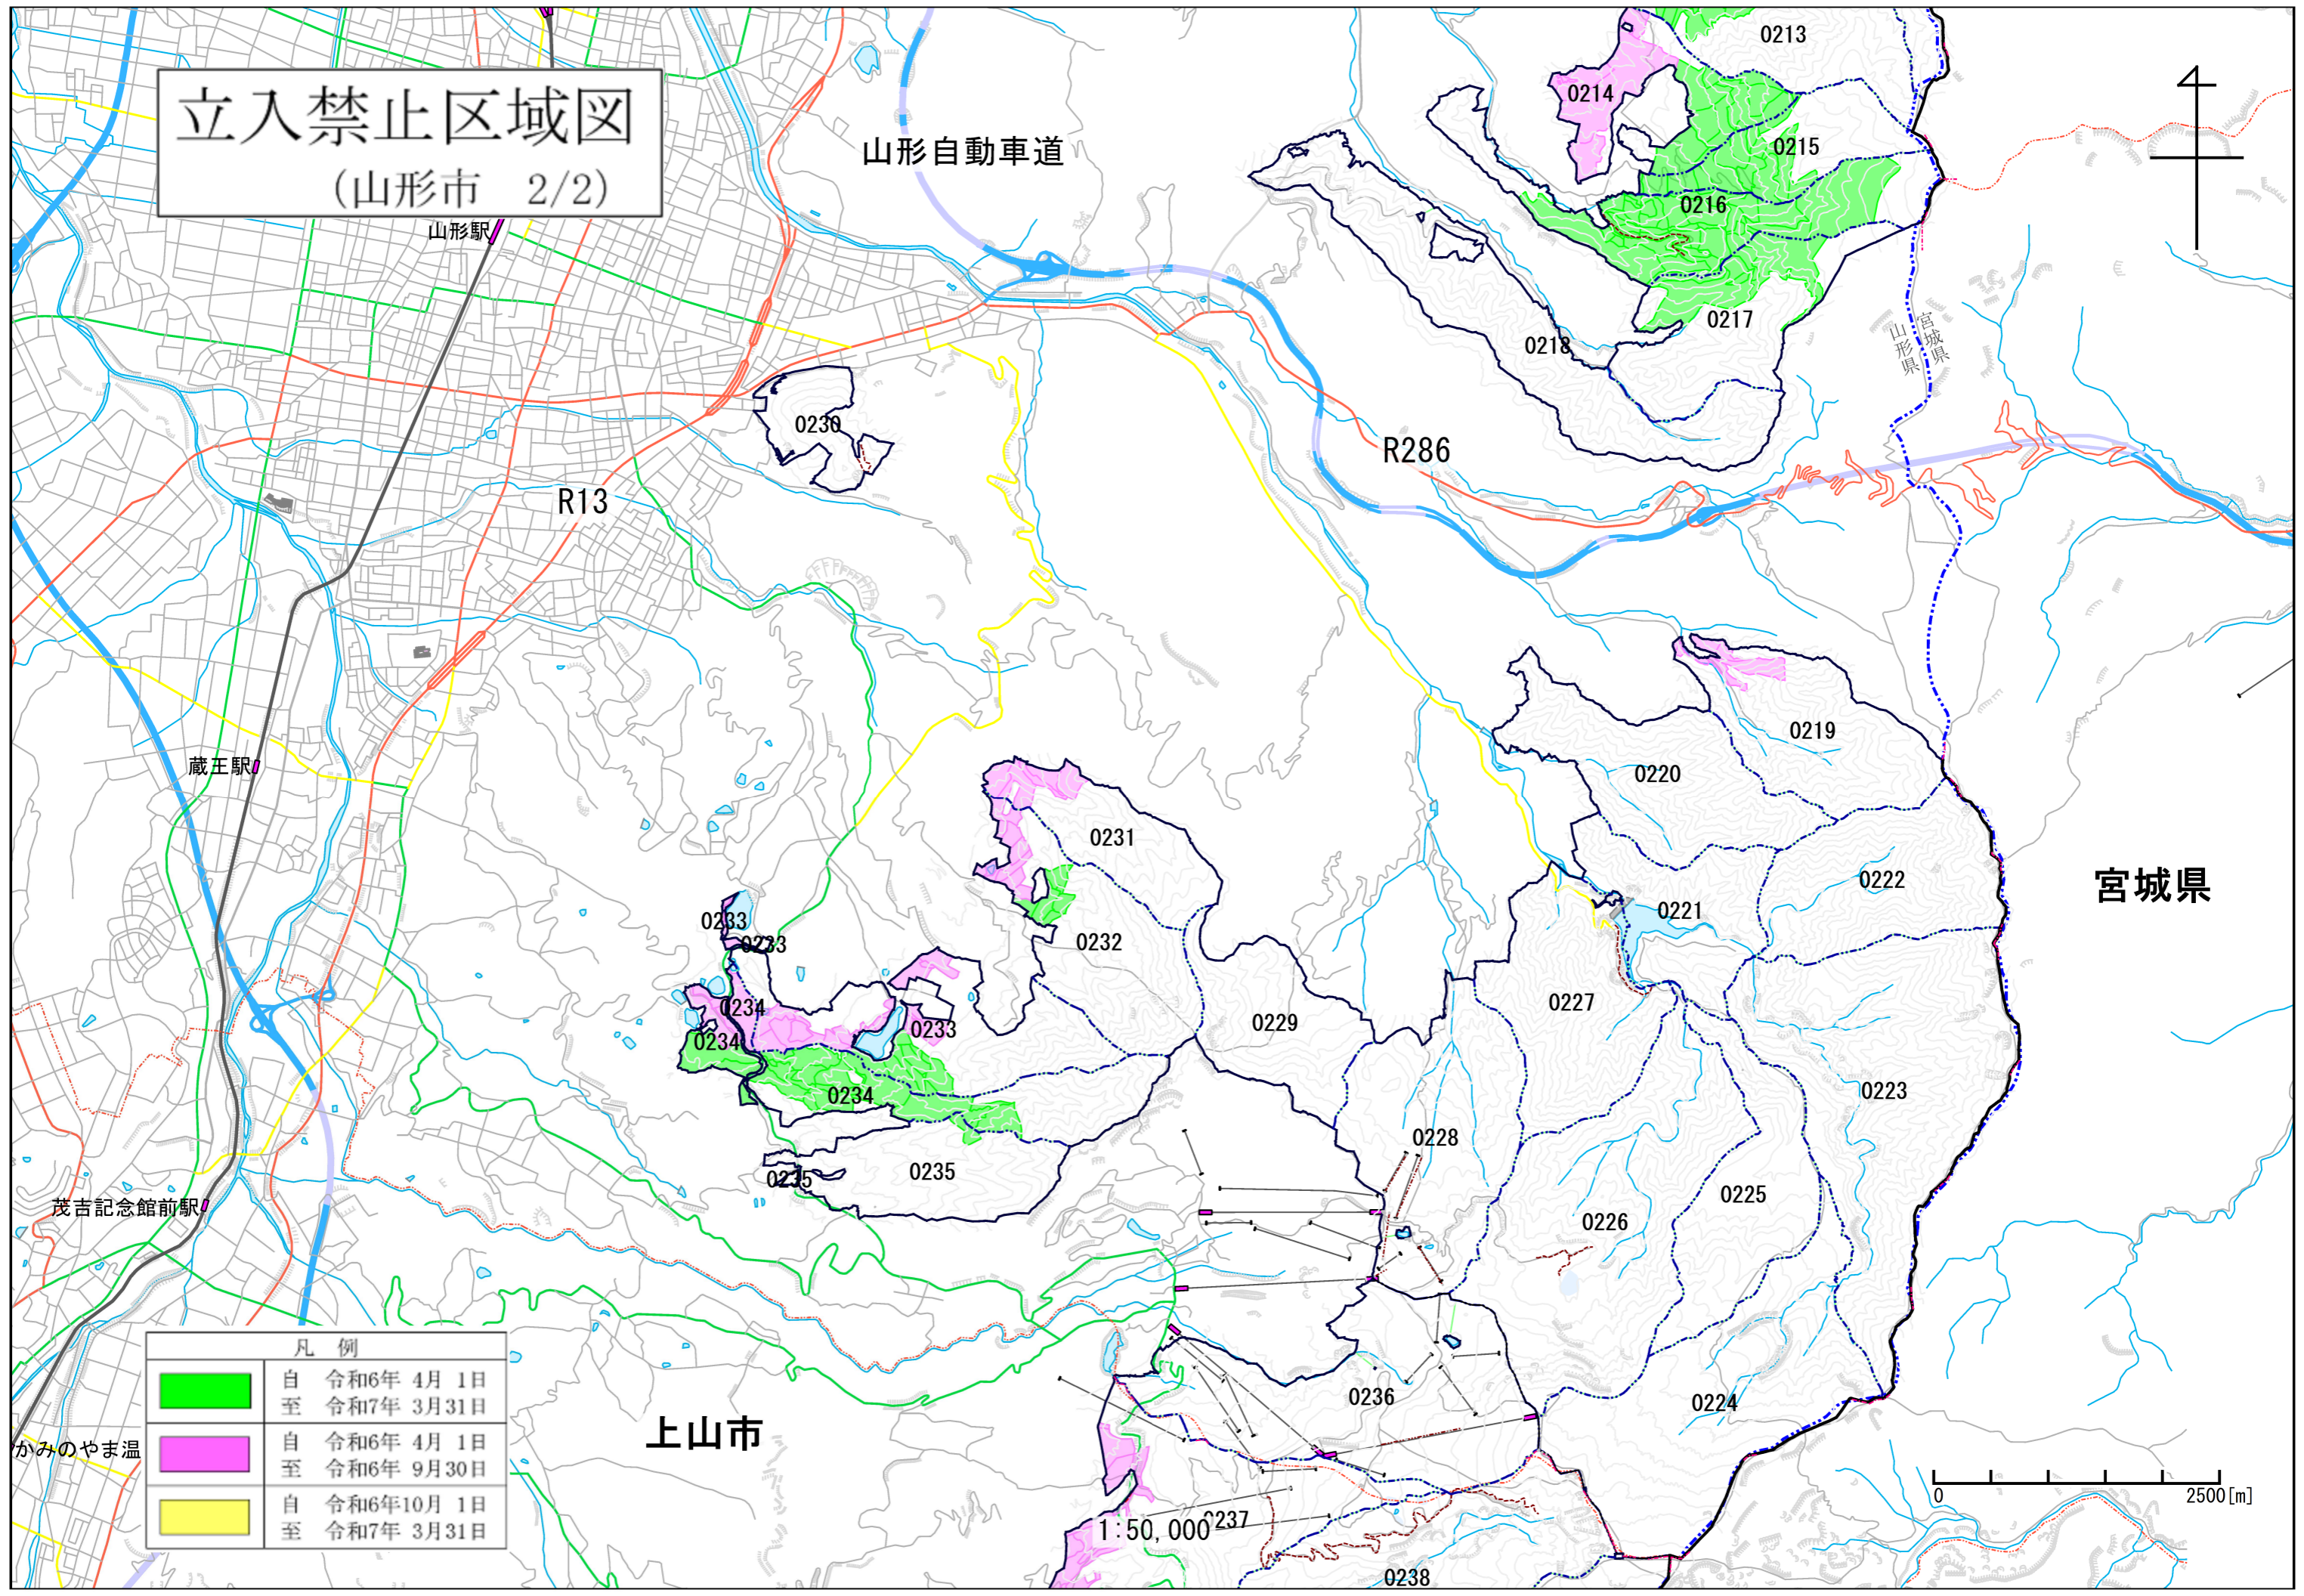 立入禁止区域図
(山形市　2/2)
山形自動車道
山形駅
0213
0214
0215
0216
0217
0218
山形県
宮城県
0230
R286
R13
0219
0220
蔵王駅
0231
0222
宮城県
0221
0233
0233
0232
0227
0234
0229
0233
0234
0223
0234
0228
0235
0235
0225
茂吉記念館前駅
0226
0236
0224
上山市
凡　例
自　令和6年 4月 1日
至　令和7年 3月31日
自　令和6年 4月 1日
至　令和6年 9月30日
自　令和6年10月 1日
至　令和7年 3月31日
かみのやま温
0
2500[m]
1:50,000
0237
0238